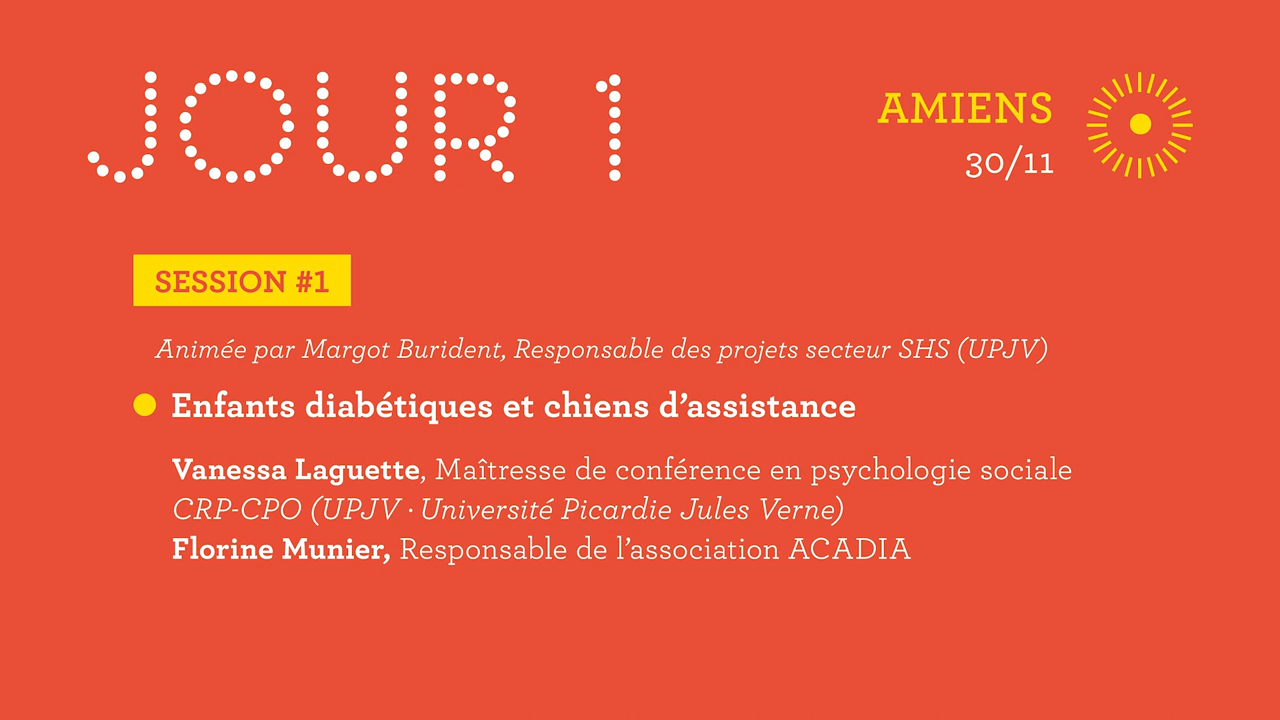 JOUR 1
AMIENS
30/11
SESSION #1
Animée par Margot Burident, Responsable des projets secteur SHS (UPJV)
Enfants diabétiques et chiens d’assistance
Vanessa Laguette, Maîtresse de conférence en psychologie sociale
CRP-CPO (UPJV · Université Picardie Jules Verne)
Florine Munier, Responsable de l’association ACADIA